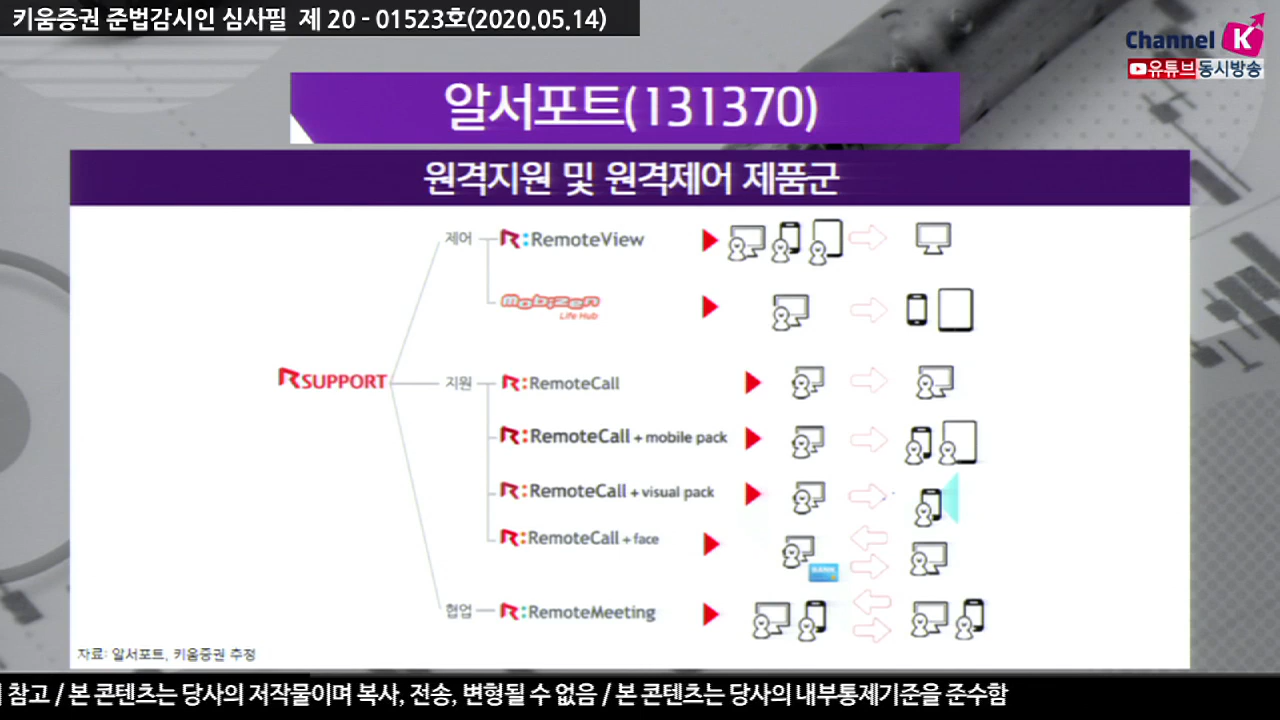 키움증권 준법감시인 심사필 제 20 - 01523호(2020.05.14)
Channel K
유튜브 동시방송
알서포트(131370)
원격지원 및 원격제어 제품군
제어
R:RemoteView
Mobizen
Life Hub
RSUPPORT
지원
R:RemoteCall
R:RemoteCall + mobile pack
R:RemoteCall + visual pack
R:RemoteCall + face
BANK
협업
R:RemoteMeeting
자료: 알서포트, 키움증권 추정
참고 / 본 콘텐츠는 당사의 저작물이며 복사, 전송, 변형될 수 없음 / 본 콘텐츠는 당사의 내부통제기준을 준수함